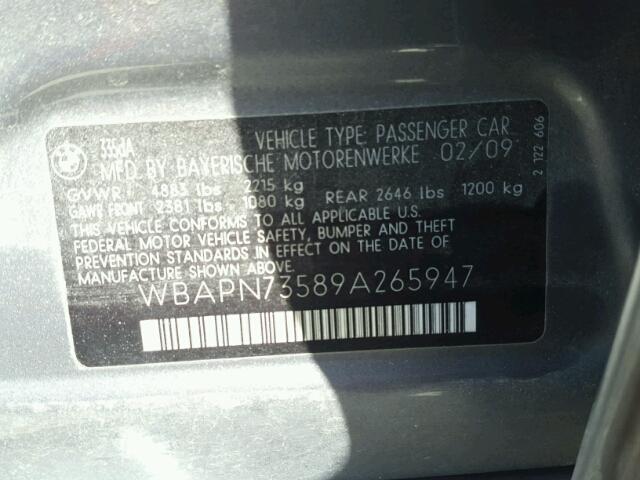 BMW
335dA
VEHICLE TYPE: PASSENGER CAR
MFD BY BAYERISCHE MOTORENWERKE 02/09
GVWR: 4883 lbs 2215 kg
GAWR FRONT 2381 lbs 1080 kg REAR 2646 lbs 1200 kg
THIS VEHICLE CONFORMS TO ALL APPLICABLE U.S.
FEDERAL MOTOR VEHICLE SAFETY, BUMPER AND THEFT
PREVENTION STANDARDS IN EFFECT ON THE DATE OF
MANUFACTURE SHOWN ABOVE.
WBAPN73589A265947
2 122 606